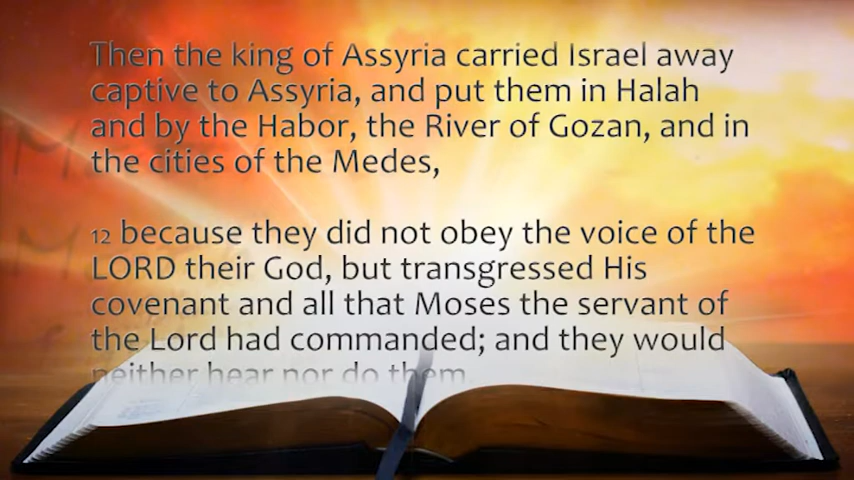 Then the king of Assyria carried Israel away
captive to Assyria, and put them in Halah
and by the Habor, the River of Gozan, and in
the cities of the Medes,
12 because they did not obey the voice of the
LORD their God, but transgressed His
covenant and all that Moses the servant of
the Lord had commanded; and they would
neither hear nor do them